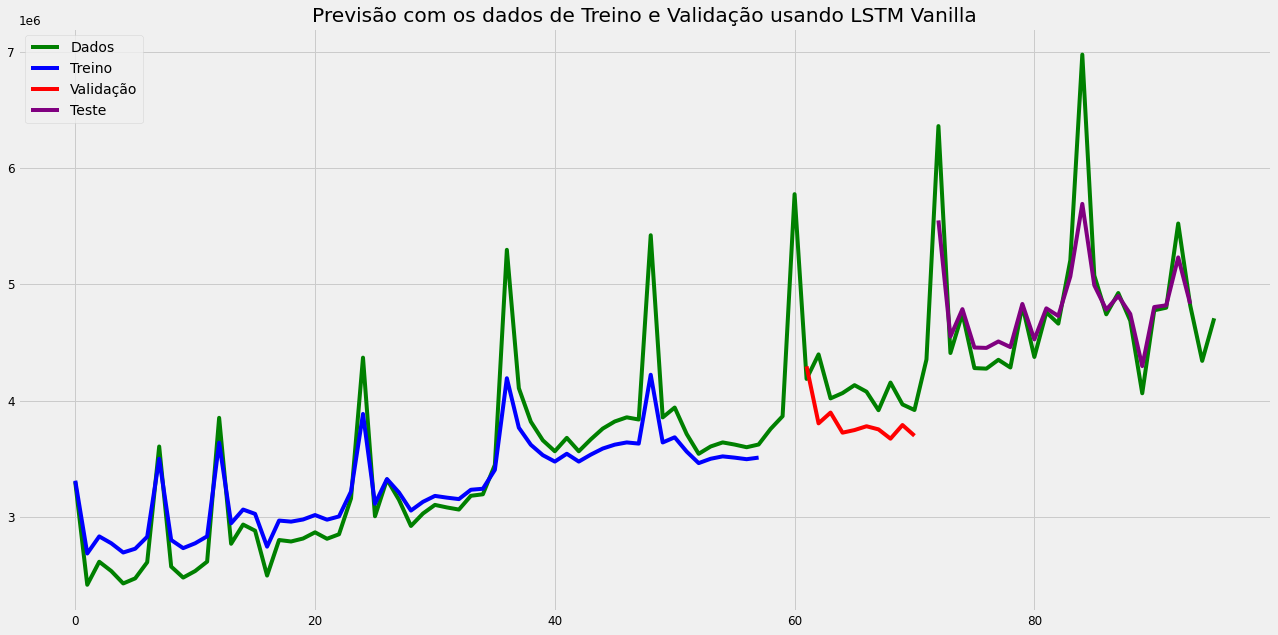 Previsão com os dados de Treino e Validação usando LSTM Vanilla
1e6
Dados
Treino
Validação
Teste
7
6
5
4
3
0 20 40 60 80